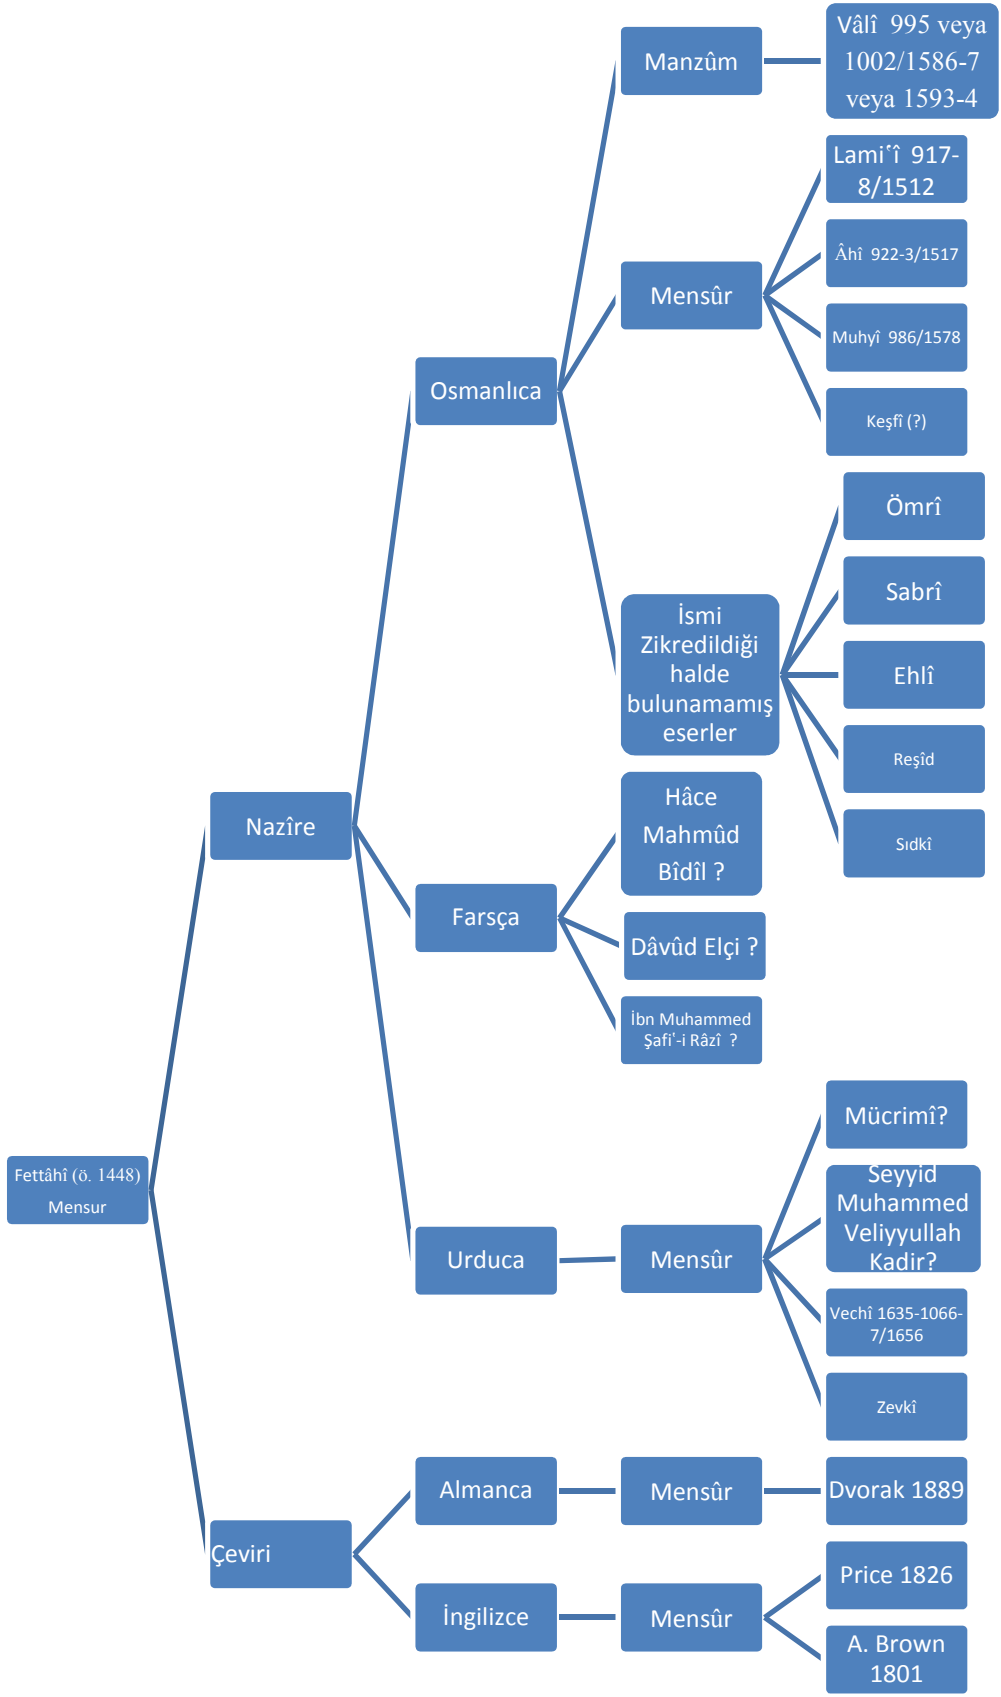 Fettâhî (ö. 1448)
Mensur
Nazîre
Osmanlıca
Manzûm
Vâlî 995 veya
1002/1586-7
veya 1593-4
Mensûr
Lami‛î 917-
8/1512
Âhî 922-3/1517
Muhyî 986/1578
Keşfî (?)
İsmi
Zikredildiği
halde
bulunamamış
eserler
Ömrî
Sabrî
Ehlî
Reşîd
Sıdkî
Farsça
Hâce
Mahmûd
Bîdîl ?
Dâvûd Elçi ?
İbn Muhammed
Şafi‛-i Râzî ?
Urduca
Mensûr
Mücrimî?
Seyyid
Muhammed
Veliyyullah
Kadir?
Vechî 1635-1066-
7/1656
Zevkî
Çeviri
Almanca
Mensûr
Dvorak 1889
İngilizce
Mensûr
Price 1826
A. Brown
1801